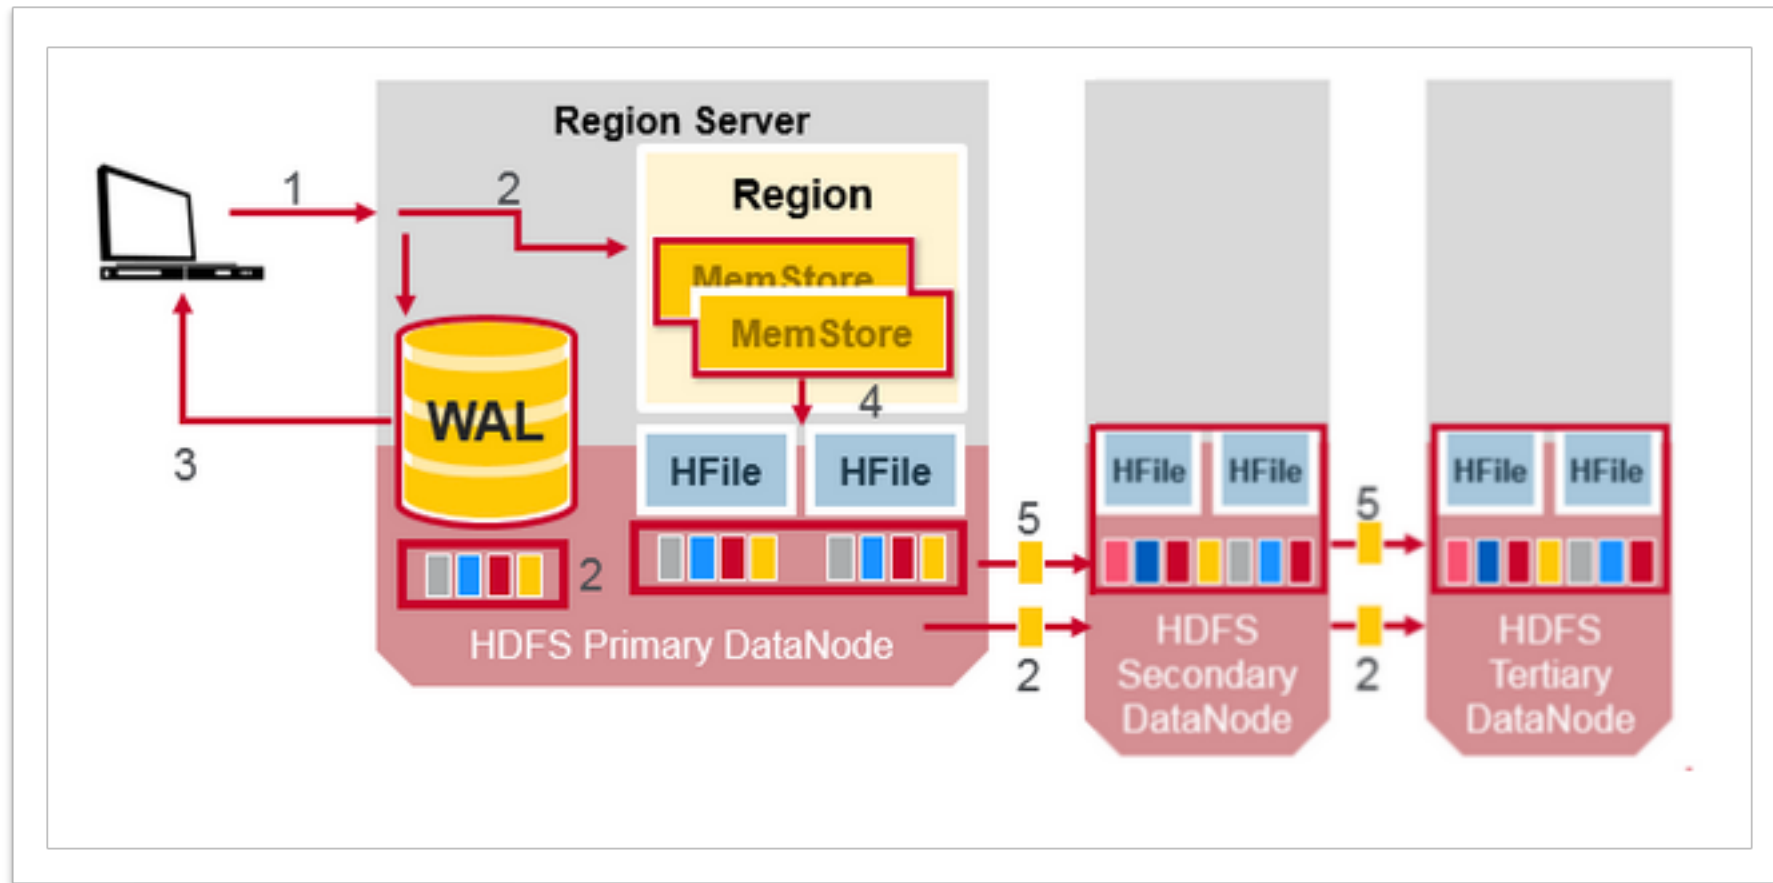 Region Server
1
2
Region
MemStore
MemStore
4
WAL
3
HFile
HFile
2
HDFS Primary DataNode
5
2
HFile
HFile
HDFS
Secondary
DataNode
5
2
HFile
HFile
HDFS
Tertiary
DataNode